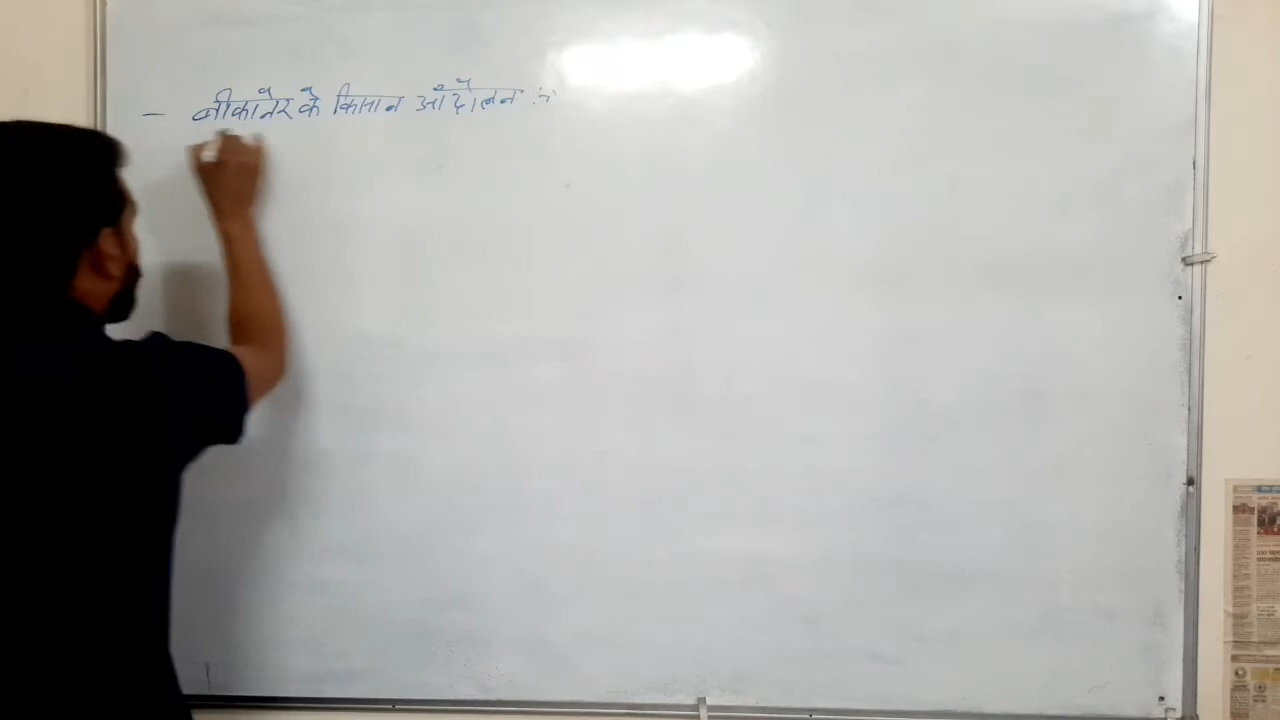 - बीकानेर के किसान आंदोलन :-